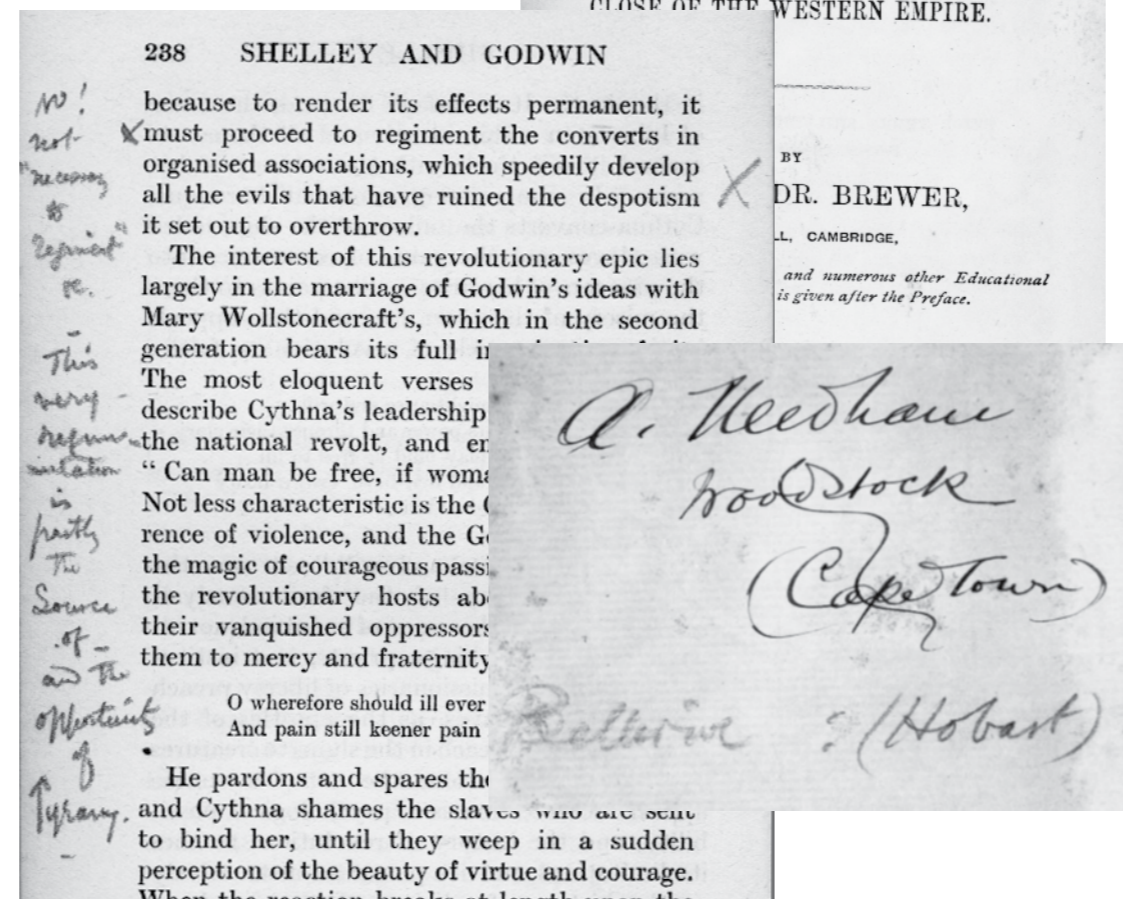 CLOSE OF THE WESTERN EMPIRE.
BY
DR. BREWER,
CAMBRIDGE,
and numerous other Educational
is given after the Preface.
238 SHELLEY AND GODWIN
because to render its effects permanent, it
must proceed to regiment the converts in
organised associations, which speedily develop
all the evils that have ruined the despotism
it set out to overthrow.
The interest of this revolutionary epic lies
largely in the marriage of Godwin's ideas with
Mary Wollstonecraft's, which in the second
generation bears its full
The most eloquent verses
describe Cythna's leadership
the national revolt, and
“ Can man be free, if
Not less characteristic is the
rence of violence, and the
the magic of courageous
the revolutionary hosts
their vanquished
them to mercy and fraternity
O wherefore should ill ever
And pain still keener pain
He pardons and spares
and Cythna shames the slaves who are sent
to bind her, until they weep in a sudden
perception of the beauty of virtue and courage.
When the reaction breaks at length upon the
No!
not
"necessary
to
Regiment"
This
very
is
partly
The
Source
of
and the
of
Tyranny.
A. Needham
Woodstock
(Cape Town)
(Hobart)